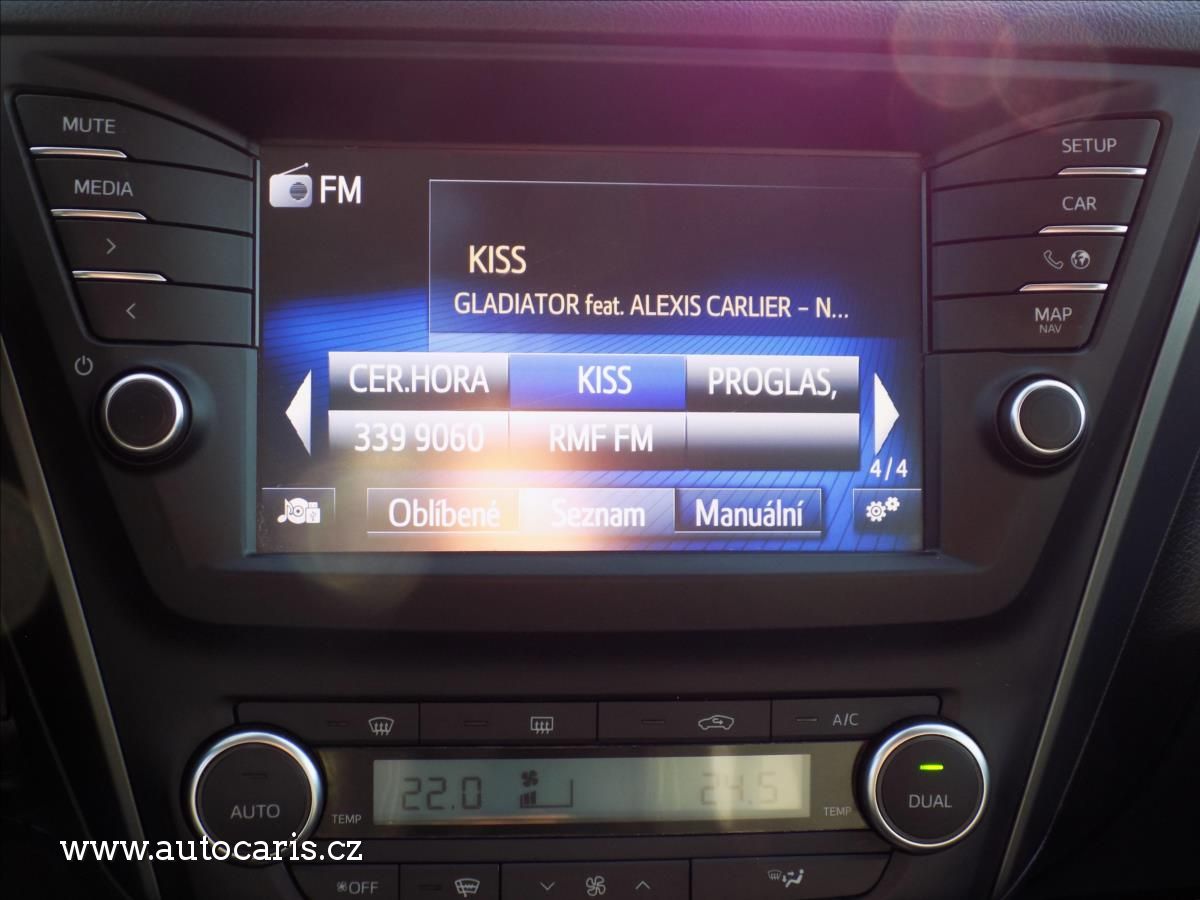 MUTE
MEDIA
>
<
FM
KISS
GLADIATOR feat. ALEXIS CARLIER - N...
CER.HORA KISS PROGLAS,
339 9060 RMF FM
4/4
Oblíbené Seznam Manuální
SETUP
CAR
MAP
NAV
A/C
22.0 24.5
AUTO TEMP TEMP DUAL
OFF
www.autocaris.cz